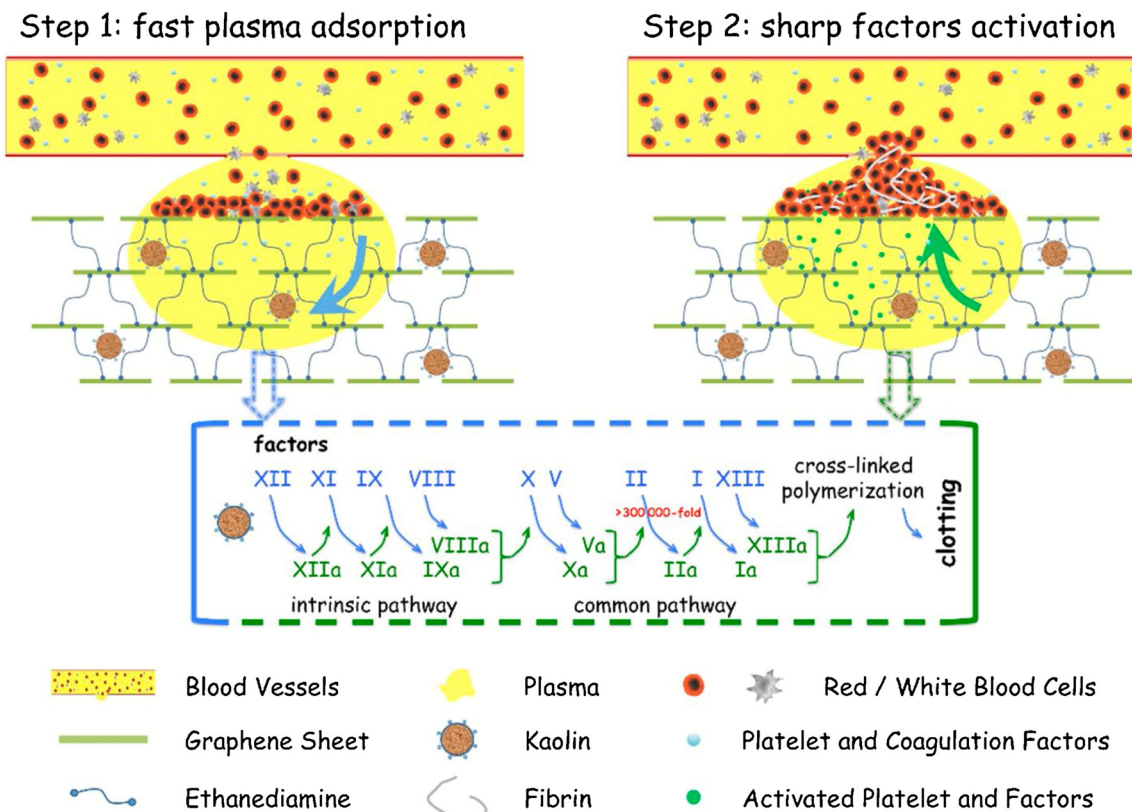 Step 1: fast plasma adsorption
Step 2: sharp factors activation
factors
XII XI IX VIII X V II I XIII
cross-linked
polymerization
>300 000-fold
VIIIa Va XIIIa
XIIa XIa IXa Xa IIa Ia
intrinsic pathway common pathway
clotting
Blood Vessels Plasma Red / White Blood Cells
Graphene Sheet Kaolin Platelet and Coagulation Factors
Ethanediamine Fibrin Activated Platelet and Factors